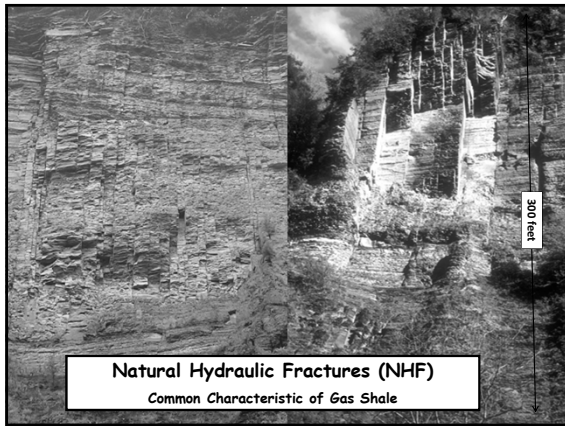 300 feet
Natural Hydraulic Fractures (NHF)
Common Characteristic of Gas Shale